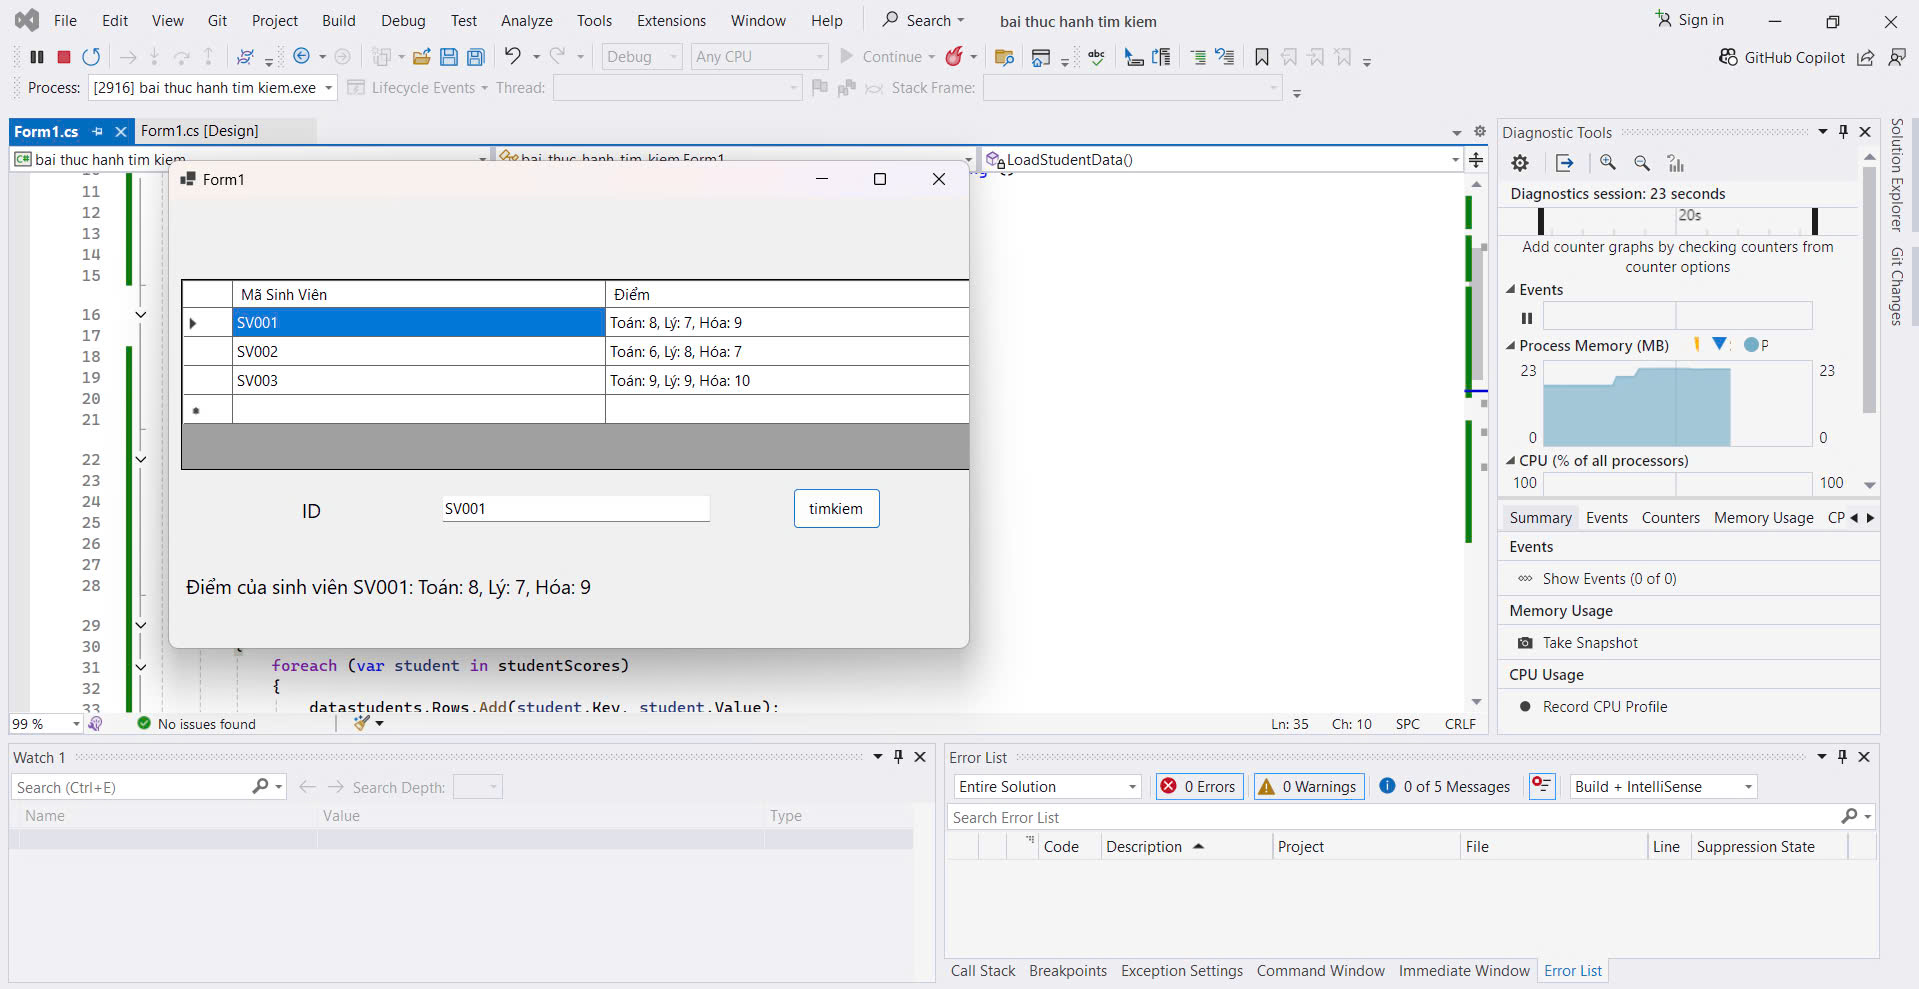 File Edit View Git Project Build Debug Test Analyze Tools Extensions Window Help Search bai thuc hanh tim kiem Sign in
Debug Any CPU Continue abc GitHub Copilot
Process: [2916] bai thuc hanh tim kiem.exe Lifecycle Events Thread: Stack Frame:
Form1.cs Form1.cs [Design]
C# bai thuc hanh tim kiem LoadStudentData()
Form1
11
12
13
14
15
16
17
18
19
20
21
22
23
24
25
26
27
28
29
30
31
32
33
Mã Sinh Viên Điểm
SV001 Toán: 8, Lý: 7, Hóa: 9
SV002 Toán: 6, Lý: 8, Hóa: 7
SV003 Toán: 9, Lý: 9, Hóa: 10
ID SV001 timkiem
Điểm của sinh viên SV001: Toán: 8, Lý: 7, Hóa: 9
foreach (var student in studentScores)
{
datastudents.Rows.Add(student.Key, student.Value);
99 % No issues found Ln: 35 Ch: 10 SPC CRLF
Diagnostic Tools
Diagnostics session: 23 seconds
20s
Add counter graphs by checking counters from
counter options
Events
Process Memory (MB) P
23 23
0 0
CPU (% of all processors)
100 100
Summary Events Counters Memory Usage CP
Events
Show Events (0 of 0)
Memory Usage
Take Snapshot
CPU Usage
Record CPU Profile
Solution Explorer
Git Changes
Watch 1
Search (Ctrl+E) Search Depth:
Name Value Type
Error List
Entire Solution 0 Errors 0 Warnings 0 of 5 Messages Build + IntelliSense
Search Error List
Code Description Project File Line Suppression State
Call Stack Breakpoints Exception Settings Command Window Immediate Window Error List